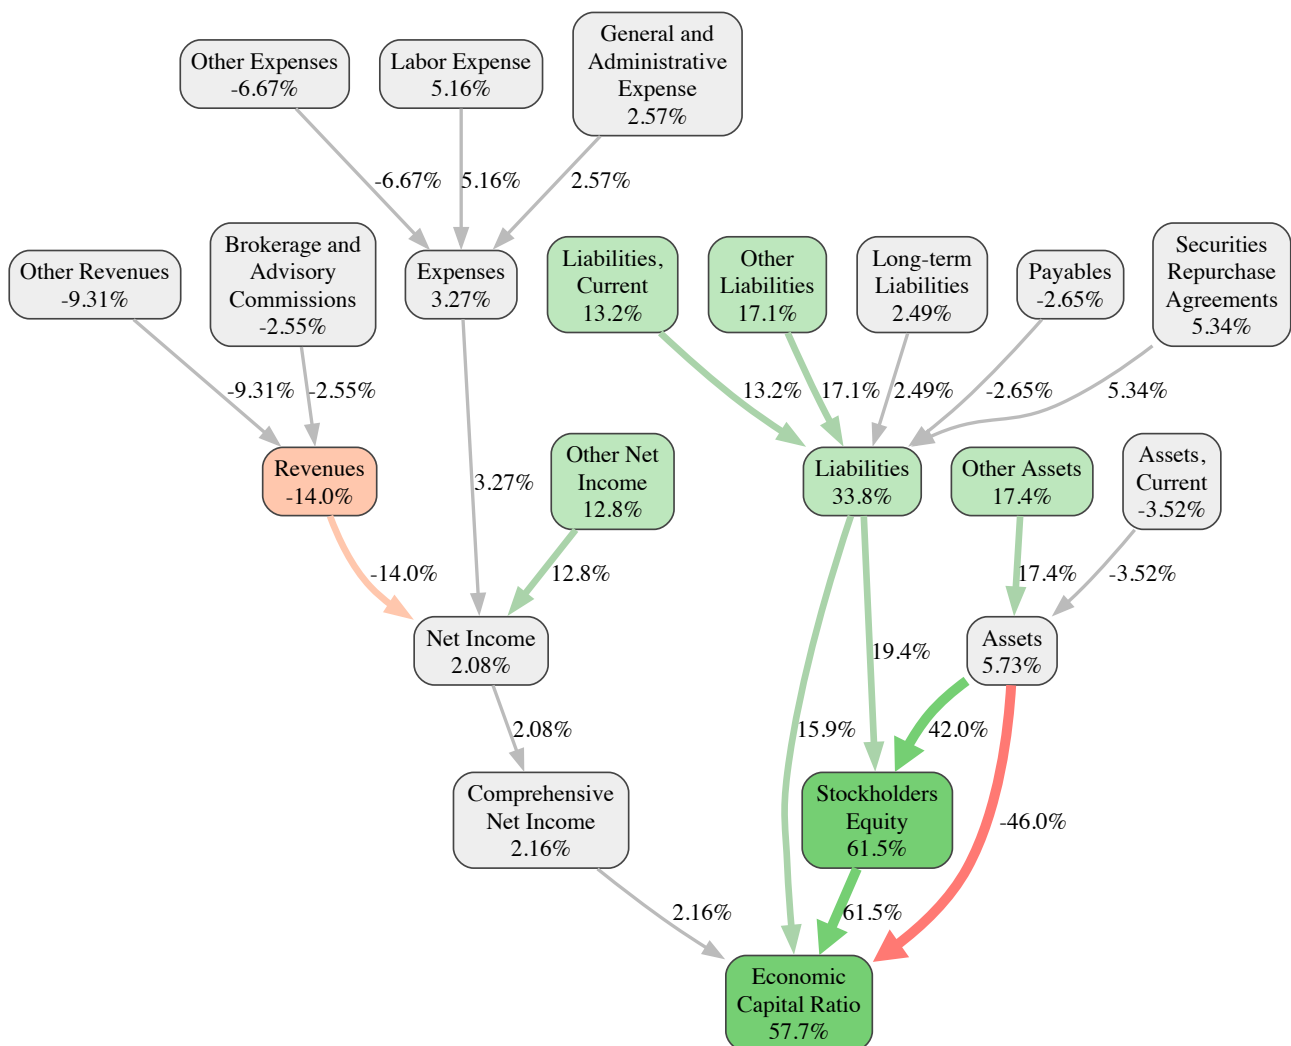 General and
Administrative
Expense
2.57%
Other Expenses
-6.67%
Labor Expense
5.16%
-6.67%
5.16%
2.57%
Other Revenues
-9.31%
Brokerage and
Advisory
Commissions
-2.55%
Expenses
3.27%
Liabilities,
Current
13.2%
Other
Liabilities
17.1%
Long-term
Liabilities
2.49%
Payables
-2.65%
Securities
Repurchase
Agreements
5.34%
-9.31%
-2.55%
13.2%
17.1%
2.49%
-2.65%
5.34%
Revenues
-14.0%
3.27%
Other Net
Income
12.8%
Liabilities
33.8%
Other Assets
17.4%
Assets,
Current
-3.52%
-14.0%
12.8%
17.4%
-3.52%
Net Income
2.08%
19.4%
Assets
5.73%
2.08%
15.9%
42.0%
Comprehensive
Net Income
2.16%
Stockholders
Equity
61.5%
-46.0%
2.16%
61.5%
Economic
Capital Ratio
57.7%